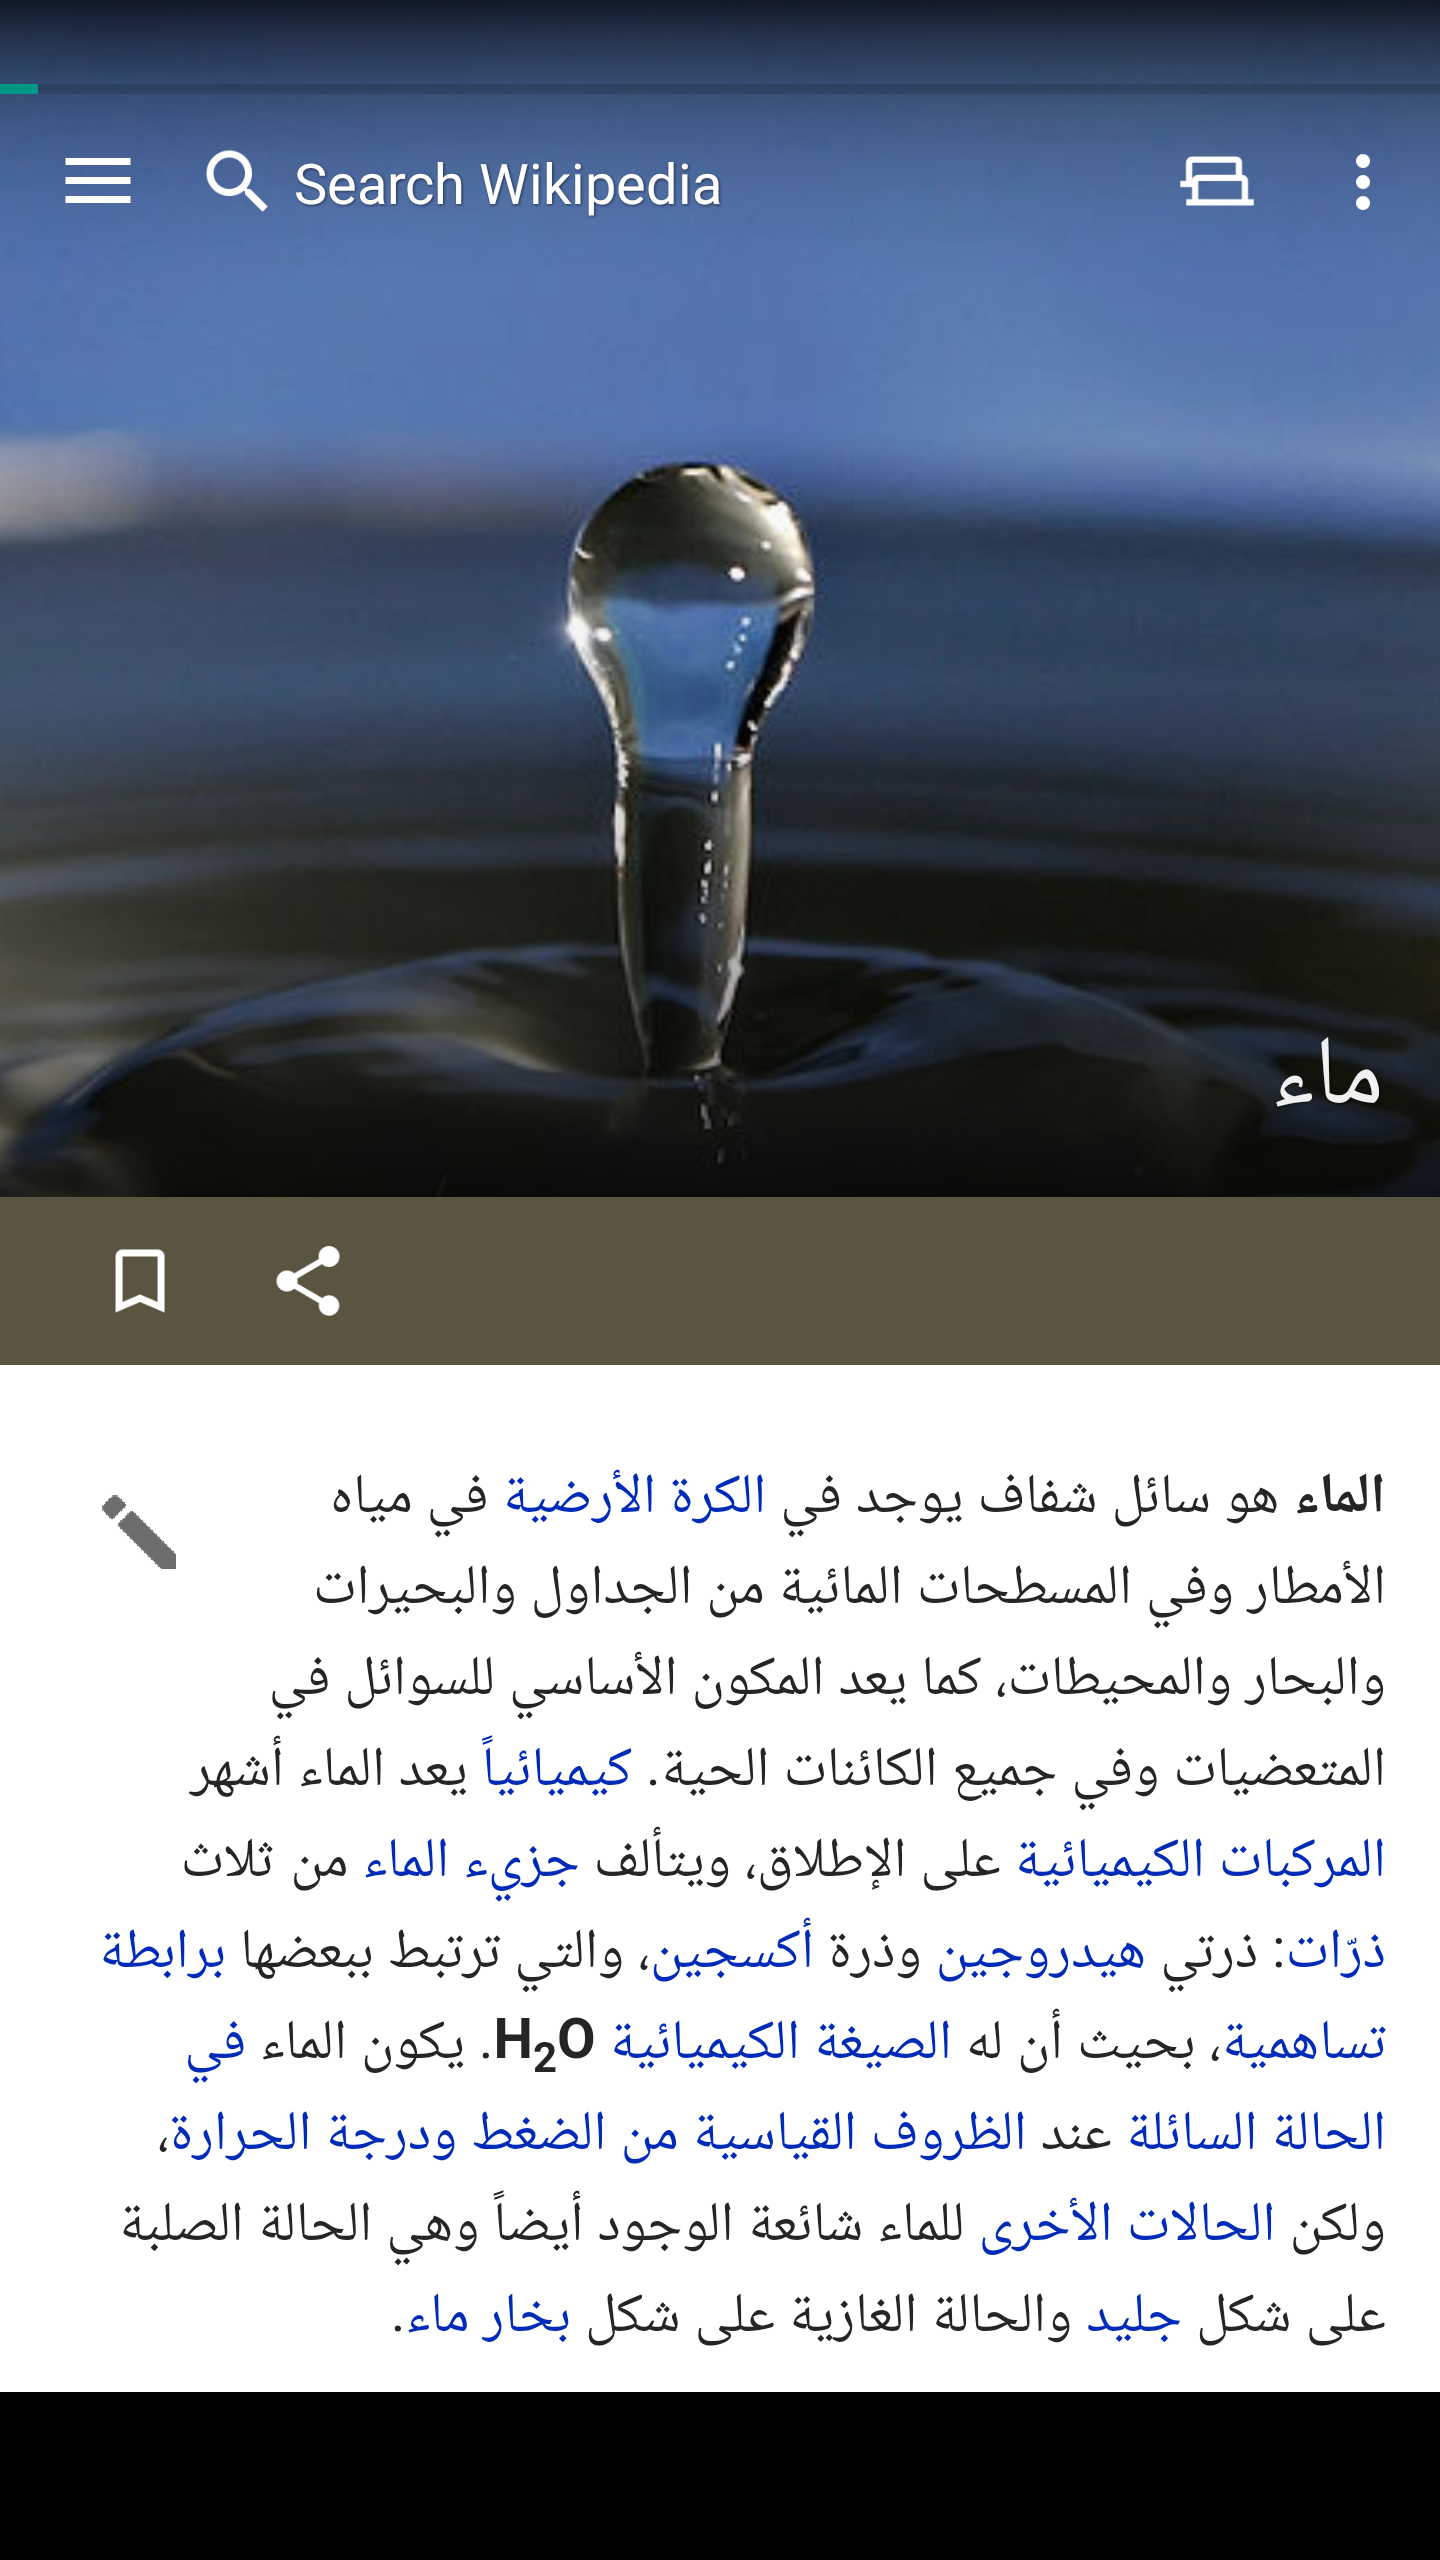 Search Wikipedia
ماء
الماء هو سائل شفاف يوجد في الكرة الأرضية في مياه
الأمطار وفي المسطحات المائية من الجداول والبحيرات
والبحار والمحيطات، كما يعد المكون الأساسي للسوائل في
المتعضيات وفي جميع الكائنات الحية. كيميائياً يعد الماء أشهر
المركبات الكيميائية على الإطلاق، ويتألف جزيء الماء من ثلاث
ذرّات: ذرتي هيدروجين وذرة أكسجين، والتي ترتبط ببعضها برابطة
تساهمية، بحيث أن له الصيغة الكيميائية H₂O. يكون الماء في
الحالة السائلة عند الظروف القياسية من الضغط ودرجة الحرارة،
ولكن الحالات الأخرى للماء شائعة الوجود أيضاً وهي الحالة الصلبة
على شكل جليد والحالة الغازية على شكل بخار ماء.